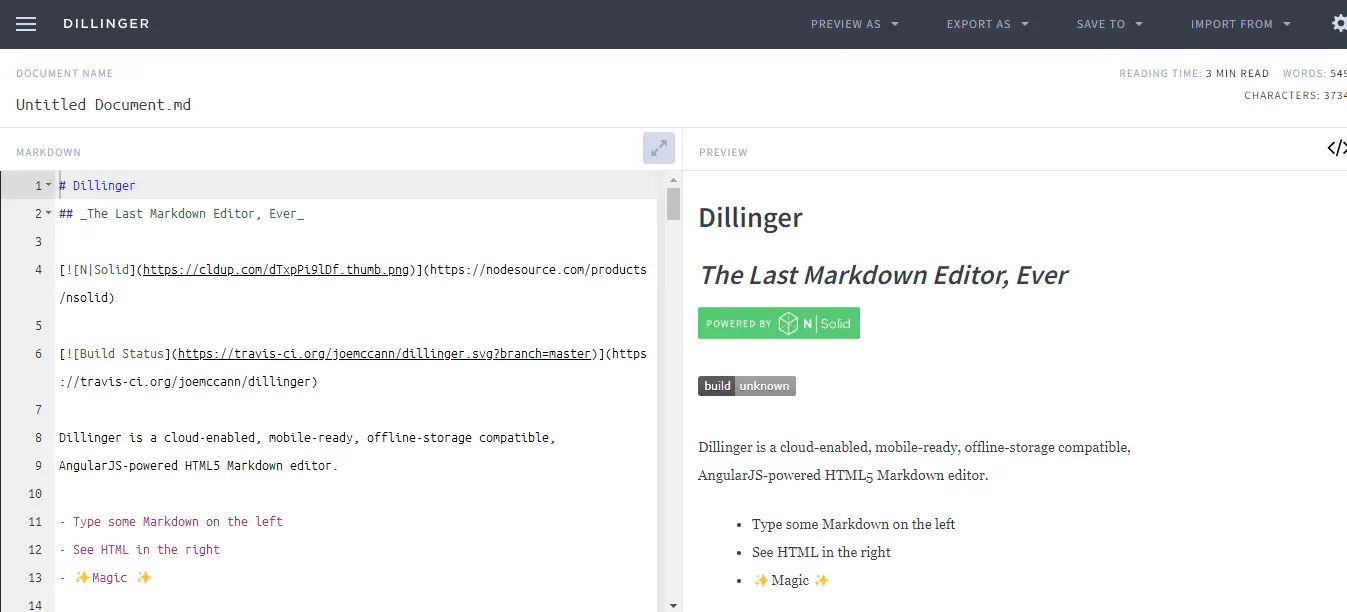 DILLINGER
PREVIEW AS
EXPORT AS
SAVE TO
IMPORT FROM
DOCUMENT NAME
Untitled Document.md
READING TIME: 3 MIN READ WORDS: 549
CHARACTERS: 3734
MARKDOWN
1 # Dillinger
2 ## _The Last Markdown Editor, Ever_
3
4 [![N|Solid](https://cldup.com/dTxpPi9lDf.thumb.png)](https://nodesource.com/products
/nsolid)
5
6 [![Build Status](https://travis-ci.org/joemccann/dillinger.svg?branch=master)](https
://travis-ci.org/joemccann/dillinger)
7
8 Dillinger is a cloud-enabled, mobile-ready, offline-storage compatible,
9 AngularJS-powered HTML5 Markdown editor.
10
11 - Type some Markdown on the left
12 - See HTML in the right
13 - ✨Magic ✨
14
PREVIEW
</>
Dillinger
The Last Markdown Editor, Ever
POWERED BY N|Solid
build unknown
Dillinger is a cloud-enabled, mobile-ready, offline-storage compatible,
AngularJS-powered HTML5 Markdown editor.
• Type some Markdown on the left
• See HTML in the right
• ✨Magic ✨